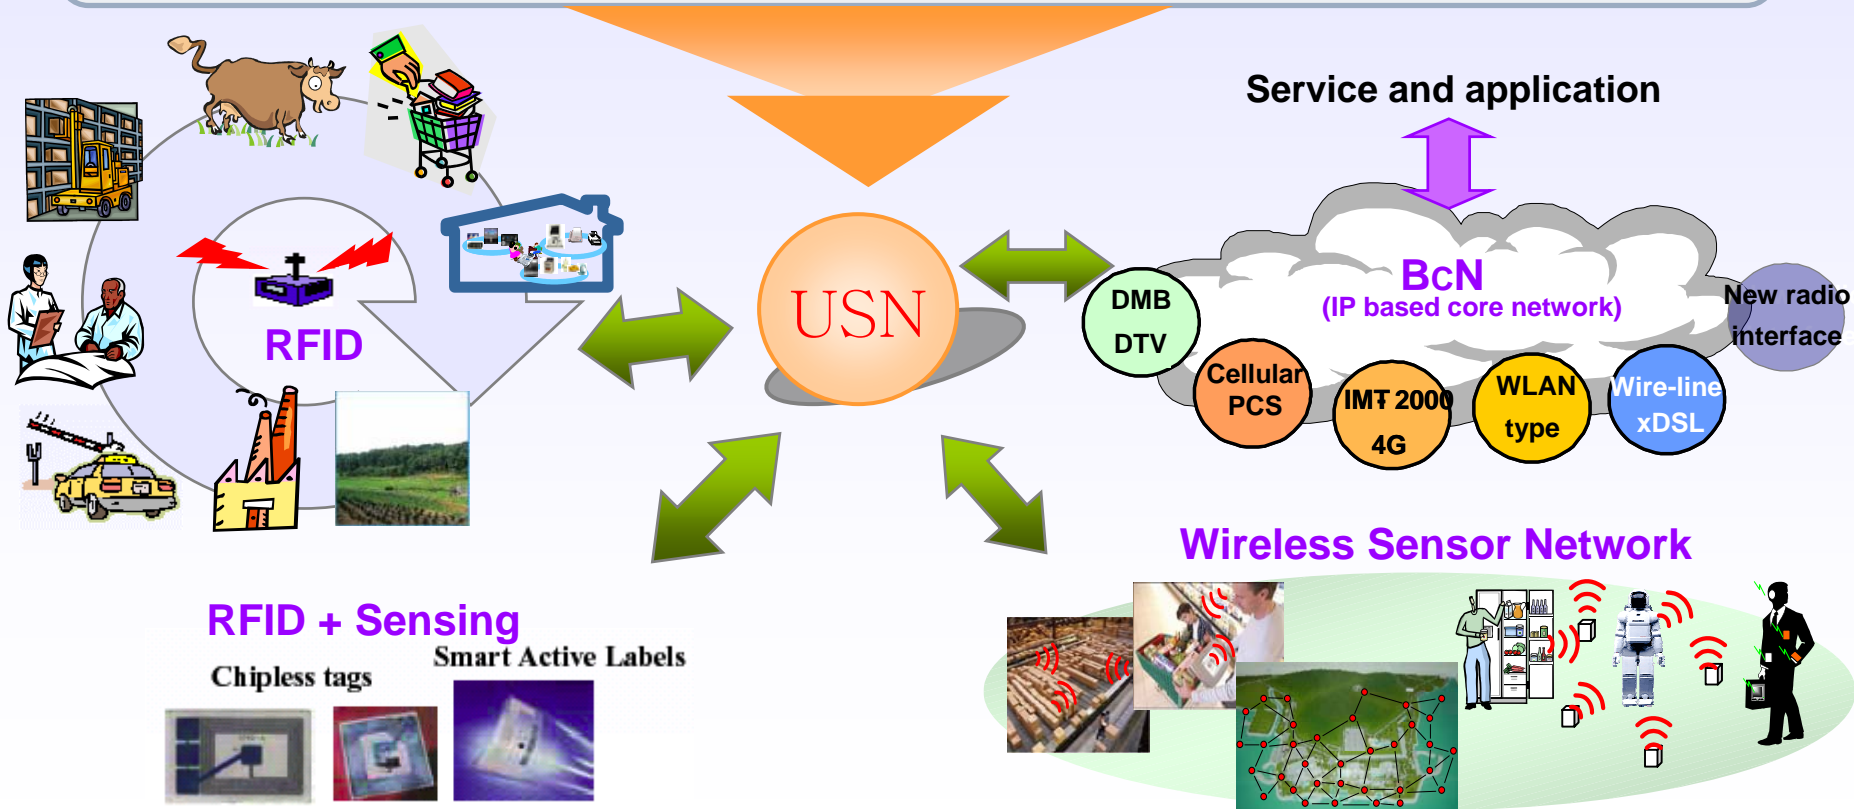 Service and application
BcN
(IP based core network)
New radio
interface
DMB
DTV
Cellular
PCS
IMT 2000
4G
WLAN
type
Wire-line
xDSL
USN
RFID
Wireless Sensor Network
RFID + Sensing
Smart Active Labels
Chipless tags